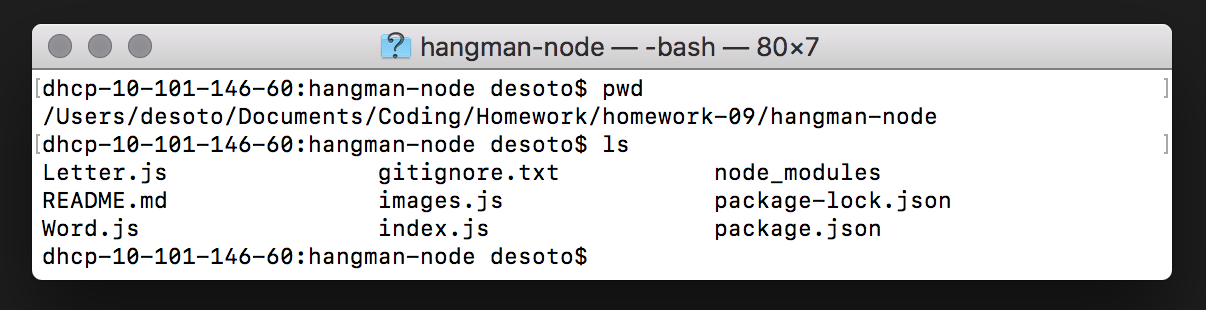 hangman-node — -bash — 80×7
dhcp-10-101-146-60:hangman-node desoto$ pwd
/Users/desoto/Documents/Coding/Homework/homework-09/hangman-node
dhcp-10-101-146-60:hangman-node desoto$ ls
Letter.js gitignore.txt node_modules
README.md images.js package-lock.json
Word.js index.js package.json
dhcp-10-101-146-60:hangman-node desoto$